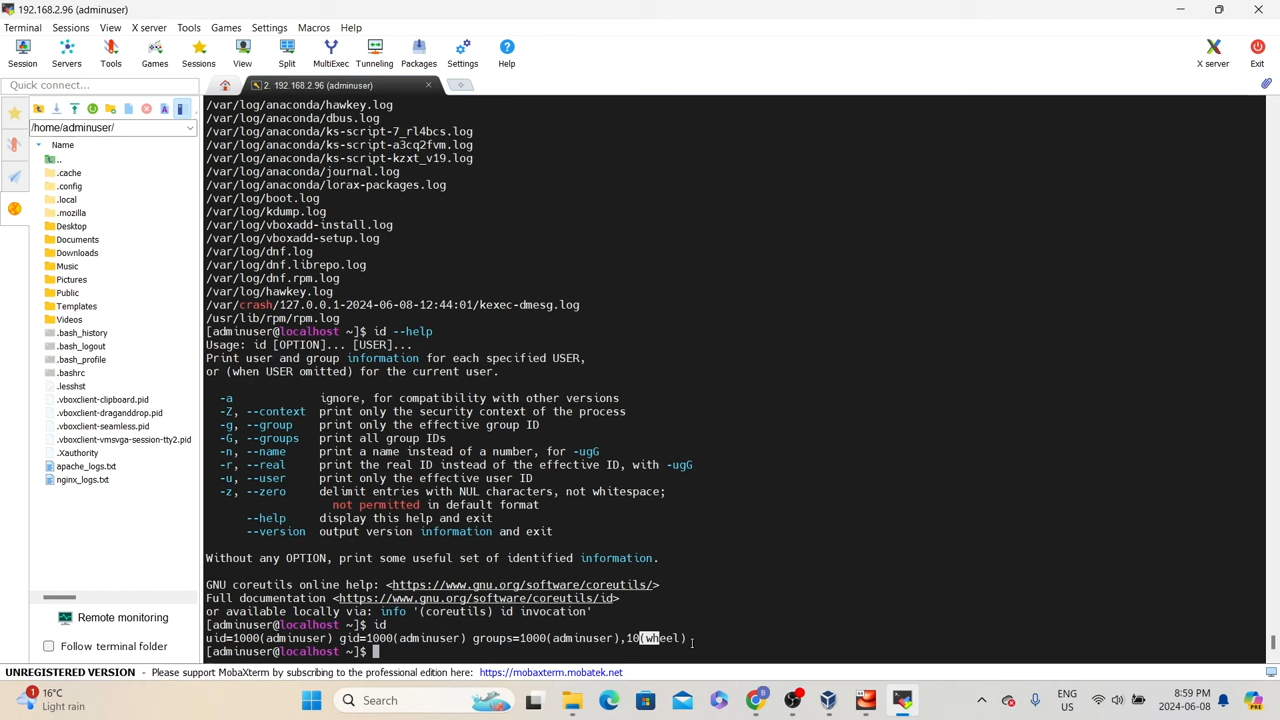 192.168.2.96 (adminuser)
Terminal Sessions View X server Tools Games Settings Macros Help
Session Servers Tools Games Sessions View Split MultiExec Tunneling Packages Settings Help X server Exit
Quick connect...
2. 192.168.2.96 (adminuser)
/home/adminuser/
Name
..
.cache
.config
.local
.mozilla
Desktop
Documents
Downloads
Music
Pictures
Public
Templates
Videos
.bash_history
.bash_logout
.bash_profile
.bashrc
.lesshst
.vboxclient-clipboard.pid
.vboxclient-draganddrop.pid
.vboxclient-seamless.pid
.vboxclient-vmsvga-session-tty2.pid
.Xauthority
apache_logs.txt
nginx_logs.txt
Remote monitoring
Follow terminal folder
/var/log/anaconda/hawkey.log
/var/log/anaconda/dbus.log
/var/log/anaconda/ks-script-7_rl4bcs.log
/var/log/anaconda/ks-script-a3cq2fvm.log
/var/log/anaconda/ks-script-kzxt_v19.log
/var/log/anaconda/journal.log
/var/log/anaconda/lorax-packages.log
/var/log/boot.log
/var/log/kdump.log
/var/log/vboxadd-install.log
/var/log/vboxadd-setup.log
/var/log/dnf.log
/var/log/dnf.librepo.log
/var/log/dnf.rpm.log
/var/log/hawkey.log
/var/crash/127.0.0.1-2024-06-08-12:44:01/kexec-dmesg.log
/usr/lib/rpm/rpm.log
[adminuser@localhost ~]$ id --help
Usage: id [OPTION]... [USER]...
Print user and group information for each specified USER,
or (when USER omitted) for the current user.
-a ignore, for compatibility with other versions
-Z, --context print only the security context of the process
-g, --group print only the effective group ID
-G, --groups print all group IDs
-n, --name print a name instead of a number, for -ugG
-r, --real print the real ID instead of the effective ID, with -ugG
-u, --user print only the effective user ID
-z, --zero delimit entries with NUL characters, not whitespace;
not permitted in default format
--help display this help and exit
--version output version information and exit
Without any OPTION, print some useful set of identified information.
GNU coreutils online help: <https://www.gnu.org/software/coreutils/>
Full documentation <https://www.gnu.org/software/coreutils/id>
or available locally via: info '(coreutils) id invocation'
[adminuser@localhost ~]$ id
uid=1000(adminuser) gid=1000(adminuser) groups=1000(adminuser),10(wheel)
[adminuser@localhost ~]$
UNREGISTERED VERSION - Please support MobaXterm by subscribing to the professional edition here: https://mobaxterm.mobatek.net
1
16°C
Light rain
Search
ENG
US
8:59 PM
2024-06-08